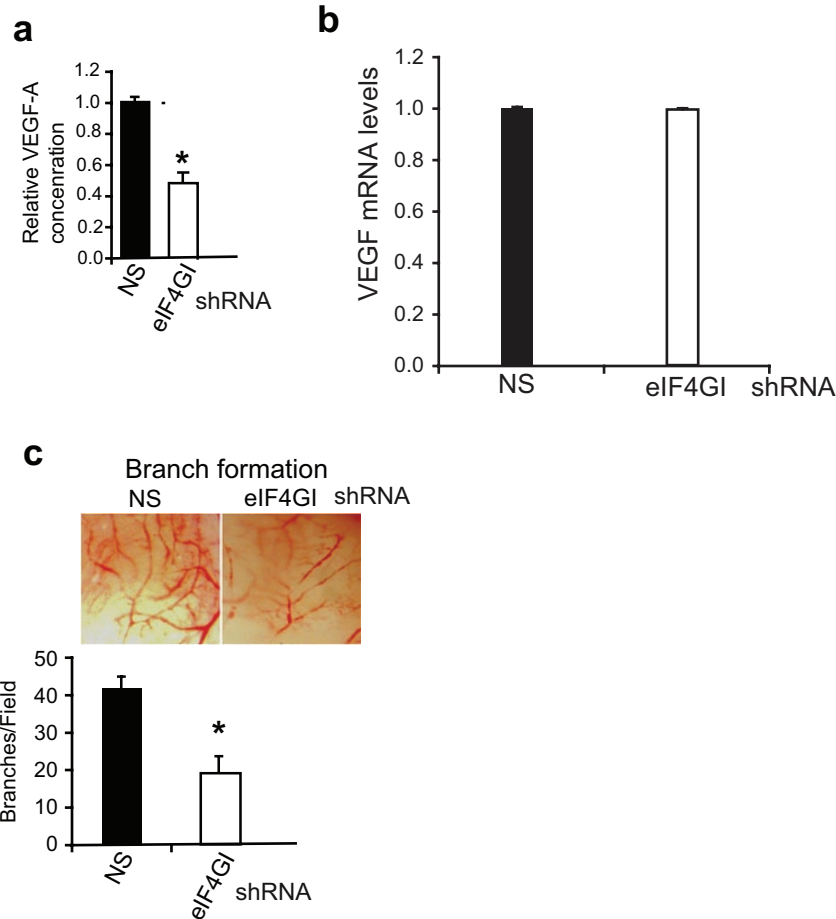 a
Relative VEGF-A
concenration
1.2
1.0
0.8
0.6
0.4
0.2
0.0
*
NS
eIF4GI
shRNA
b
VEGF mRNA levels
1.2
1.0
0.8
0.6
0.4
0.2
0.0
NS
eIF4GI
shRNA
c
Branch formation
NS eIF4GI shRNA
Branches/Field
50
40
30
20
10
0
*
NS
eIF4GI
shRNA